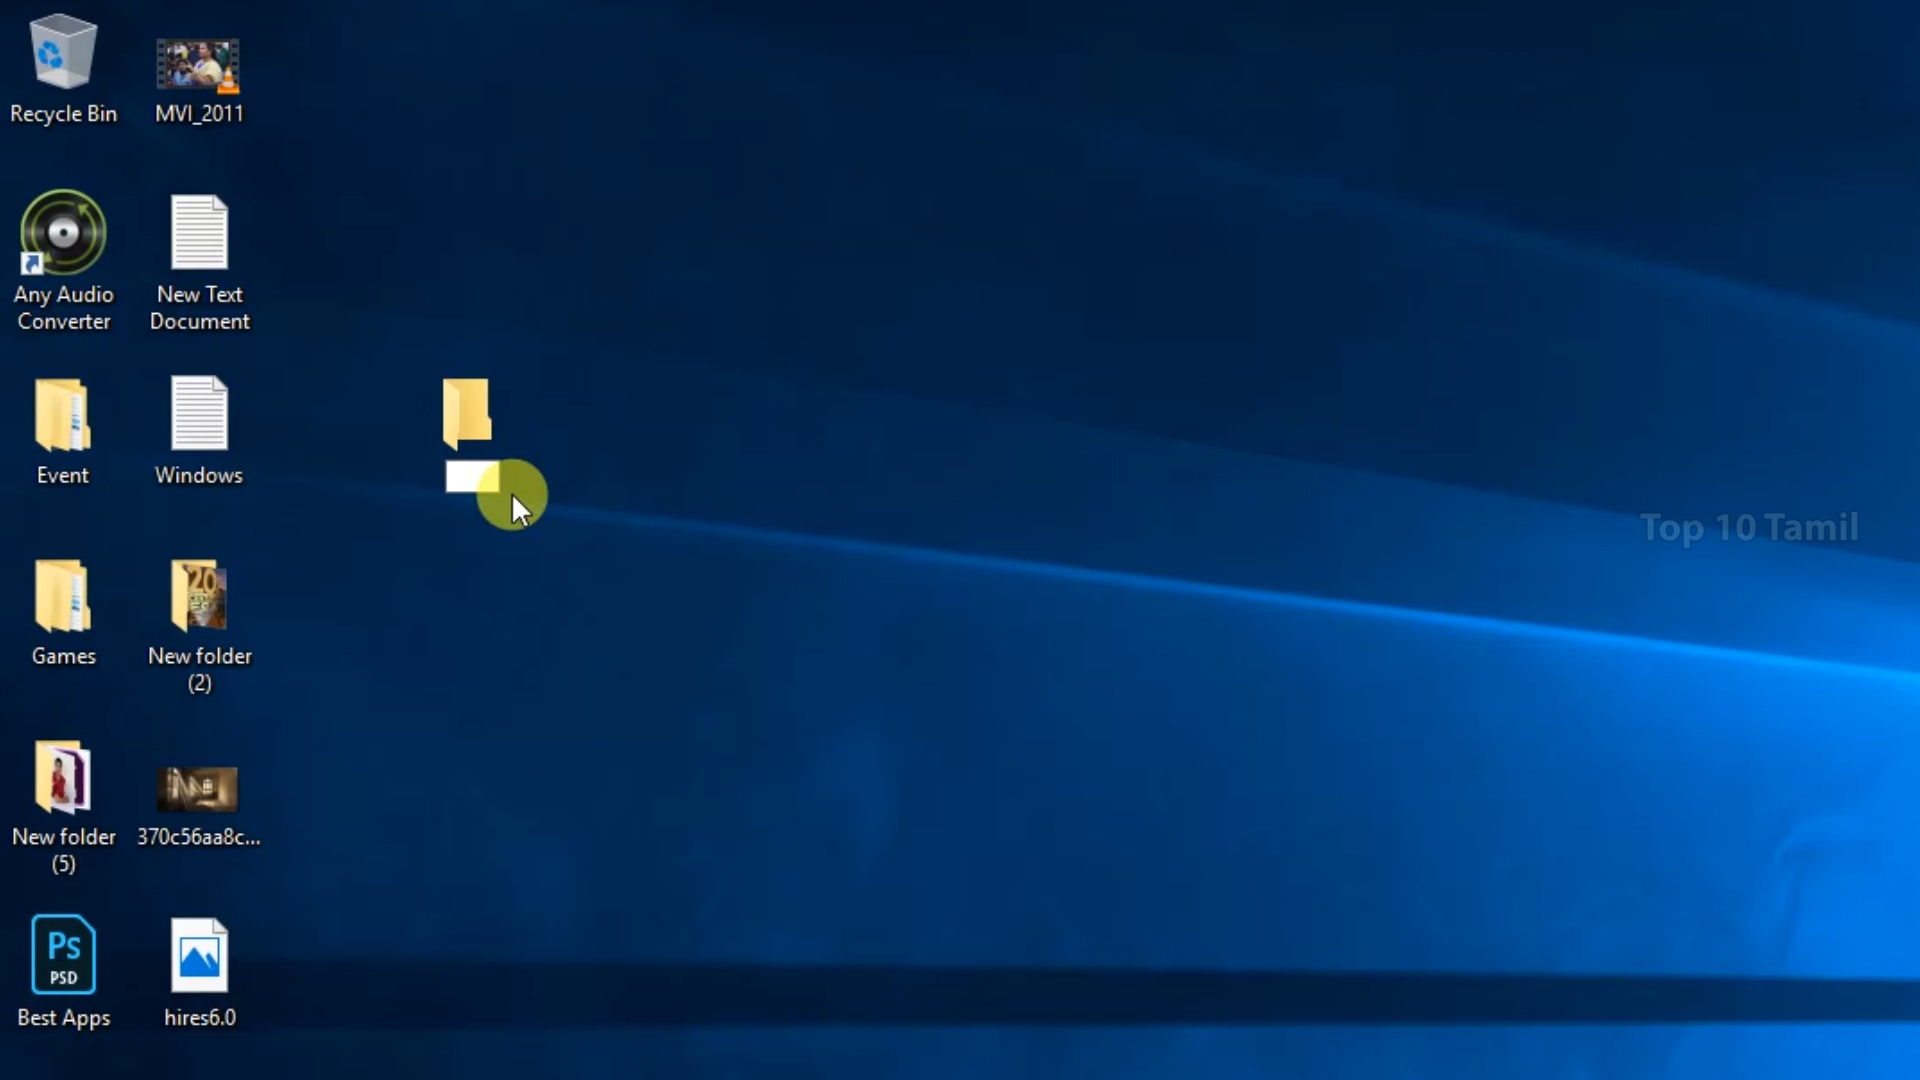 Recycle Bin
MVI_2011
Any Audio
Converter
New Text
Document
Event
Windows
Games
New folder
(2)
New folder
(5)
370c56aa8c...
Ps
PSD
Best Apps
hires6.0
Top 10 Tamil